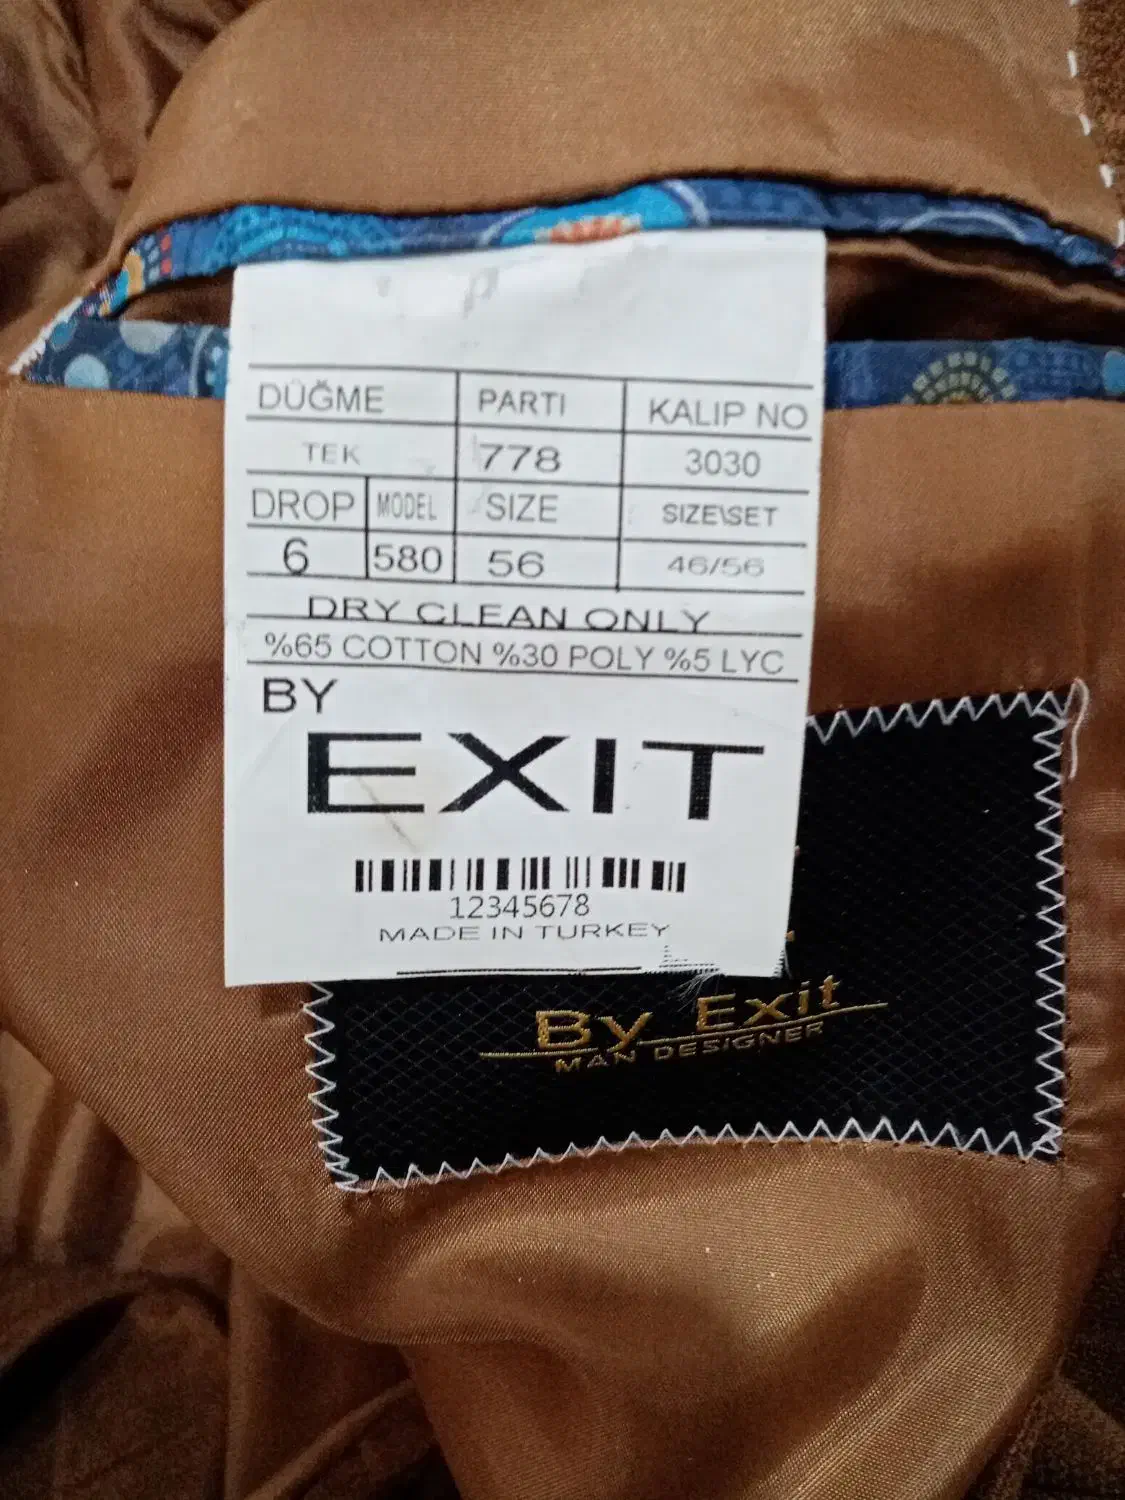 DÜĞME PARTI KALIP NO
TEK 778 3030
DROP MODEL SIZE SIZE\SET
6 580 56 46/56
DRY CLEAN ONLY
%65 COTTON %30 POLY %5 LYC
BY
EXIT
12345678
MADE IN TURKEY
By Exit
MAN DESIGNER